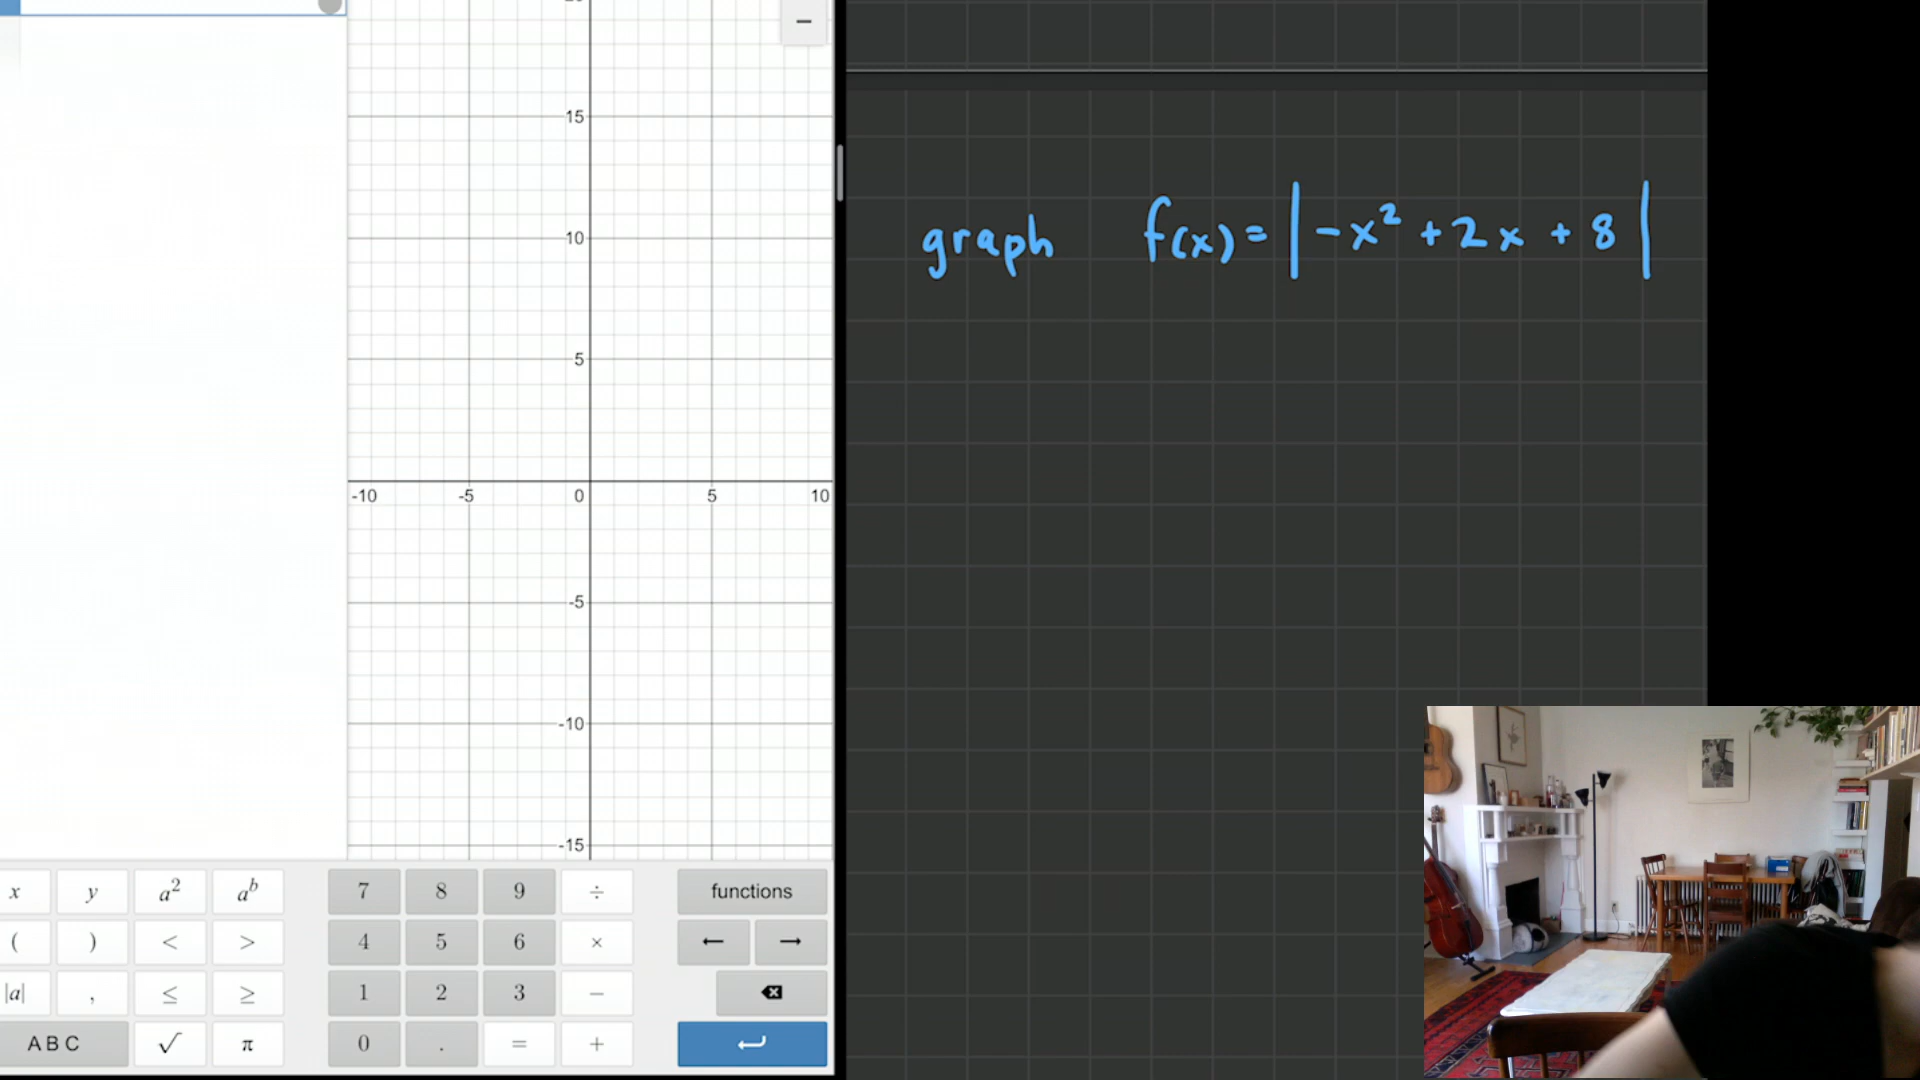 graph f(x) = | -x² + 2x + 8 |
−
15
10
5
-10 -5 0 5 10
-5
-10
-15
x y a² aᵇ 7 8 9 ÷ functions
( ) < > 4 5 6 × ← →
|a| , ≤ ≥ 1 2 3 −
A B C √ π 0 . = +